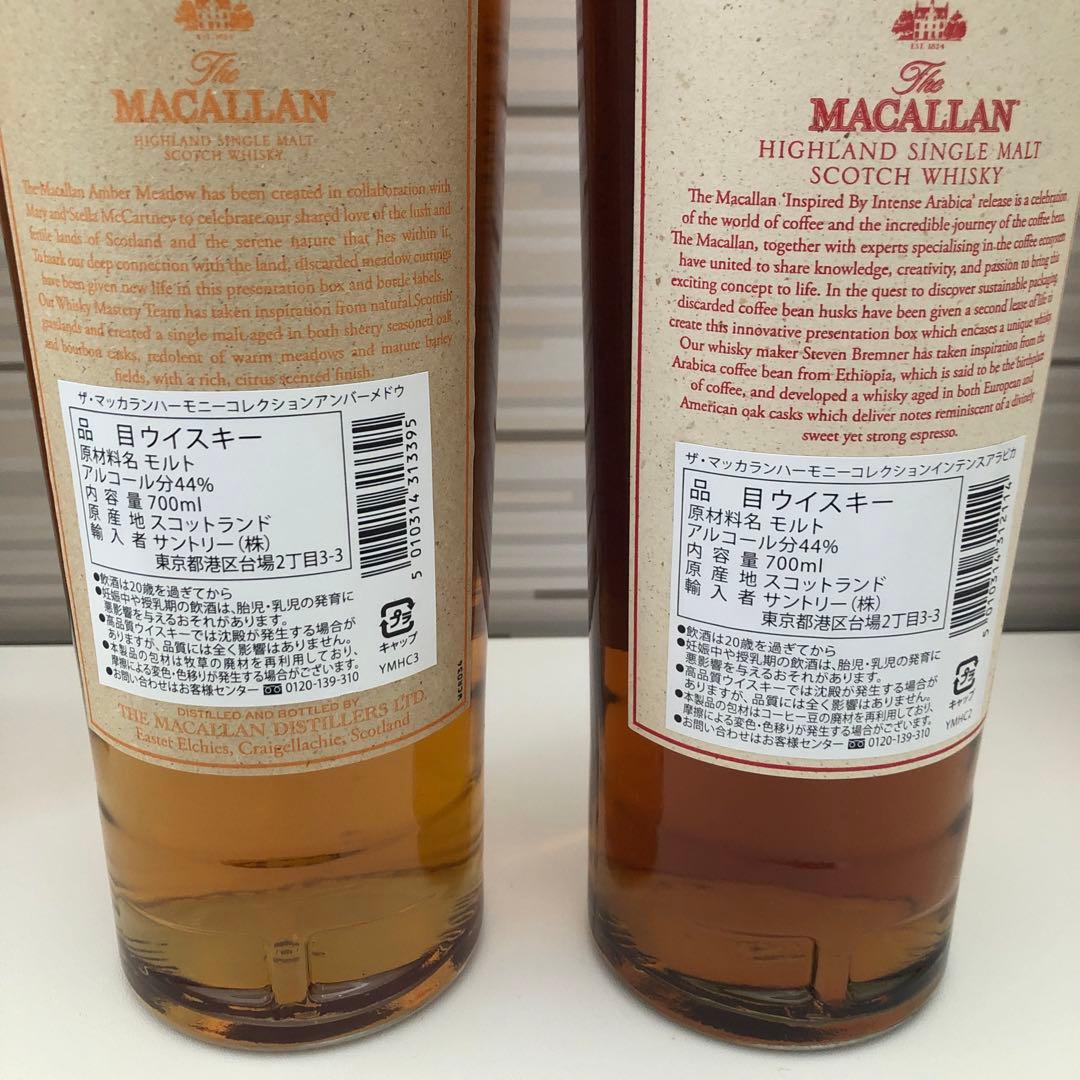 EST. 1824
The
MACALLAN
HIGHLAND SINGLE MALT
SCOTCH WHISKY
The Macallan Amber Meadow has been created in collaboration with
Mary and Stella McCartney to celebrate our shared love of the lush and
fertile lands of Scotland and the serene nature that lies within it.
To mark our deep connection with the land, discarded meadow cuttings
have been given new life in this presentation box and bottle labels.
Our Whisky Mastery Team has taken inspiration from natural Scottish
grasslands and created a single malt aged in both sherry seasoned oak
and bourbon casks, redolent of warm meadows and mature barley
fields, with a rich, citrus scented finish.
ザ・マッカランハーモニーコレクションアンバーメドウ
品 目 ウイスキー
原材料名 モルト
アルコール分44%
内容量 700ml
原産地 スコットランド
輸入者 サントリー(株)
東京都港区台場2丁目3-3
5 010314 313395
●飲酒は20歳を過ぎてから
●妊娠中や授乳期の飲酒は、胎児・乳児の発育に
悪影響を与えるおそれがあります。
●高品質ウイスキーでは沈殿が発生する場合が
ありますが、品質には全く影響はありません。
●本製品の包材は牧草の廃材を再利用しており、
摩擦による変色・色移りが発生する場合がございます。
●お問い合わせはお客様センター 0120-139-310
プラ
キャップ
YMHC3
DISTILLED AND BOTTLED BY
THE MACALLAN DISTILLERS LTD.
Easter Elchies, Craigellachie, Scotland
EST. 1824
The
MACALLAN
HIGHLAND SINGLE MALT
SCOTCH WHISKY
The Macallan 'Inspired By Intense Arabica' release is a celebration
of the world of coffee and the incredible journey of the coffee bean.
The Macallan, together with experts specialising in the coffee ecosystem
have united to share knowledge, creativity, and passion to bring this
exciting concept to life. In the quest to discover sustainable packaging,
discarded coffee bean husks have been given a second lease of life to
create this innovative presentation box which encases a unique whisky.
Our whisky maker Steven Bremner has taken inspiration from the
Arabica coffee bean from Ethiopia, which is said to be the birthplace
of coffee, and developed a whisky aged in both European and
American oak casks which deliver notes reminiscent of a divinely
sweet yet strong espresso.
ザ・マッカランハーモニーコレクションインテンスアラビカ
品 目 ウイスキー
原材料名 モルト
アルコール分44%
内容量 700ml
原産地 スコットランド
輸入者 サントリー(株)
東京都港区台場2丁目3-3
5 010314 312114
●飲酒は20歳を過ぎてから
●妊娠中や授乳期の飲酒は、胎児・乳児の発育に
悪影響を与えるおそれがあります。
●高品質ウイスキーでは沈殿が発生する場合が
ありますが、品質には全く影響はありません。
●本製品の包材はコーヒー豆の廃材を再利用しており、
摩擦による変色・色移りが発生する場合がございます。
●お問い合わせはお客様センター 0120-139-310
プラ
キャップ
YMHC2